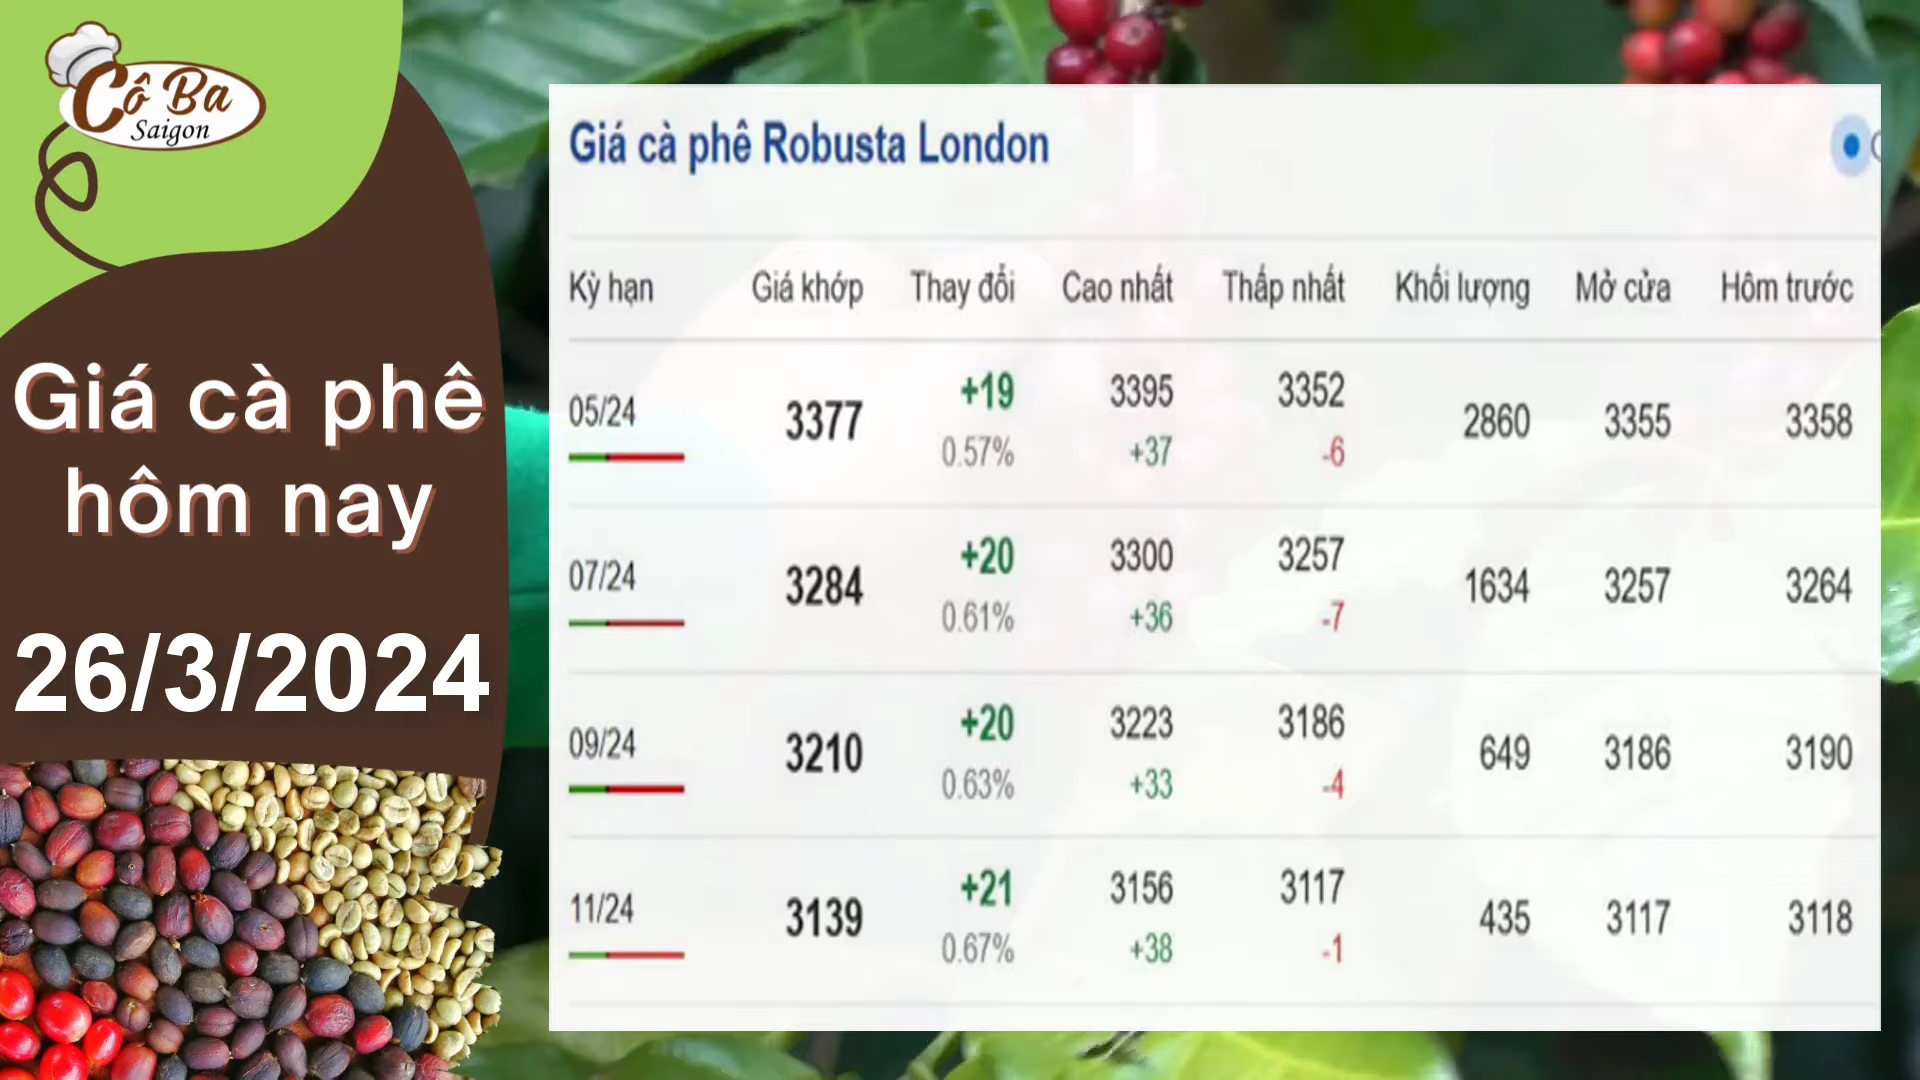 Cô Ba
Saigon
Giá cà phê
hôm nay
26/3/2024
Giá cà phê Robusta London
Kỳ hạn Giá khớp Thay đổi Cao nhất Thấp nhất Khối lượng Mở cửa Hôm trước
05/24 3377 +19 3395 3352 2860 3355 3358
0.57% +37 -6
07/24 3284 +20 3300 3257 1634 3257 3264
0.61% +36 -7
09/24 3210 +20 3223 3186 649 3186 3190
0.63% +33 -4
11/24 3139 +21 3156 3117 435 3117 3118
0.67% +38 -1